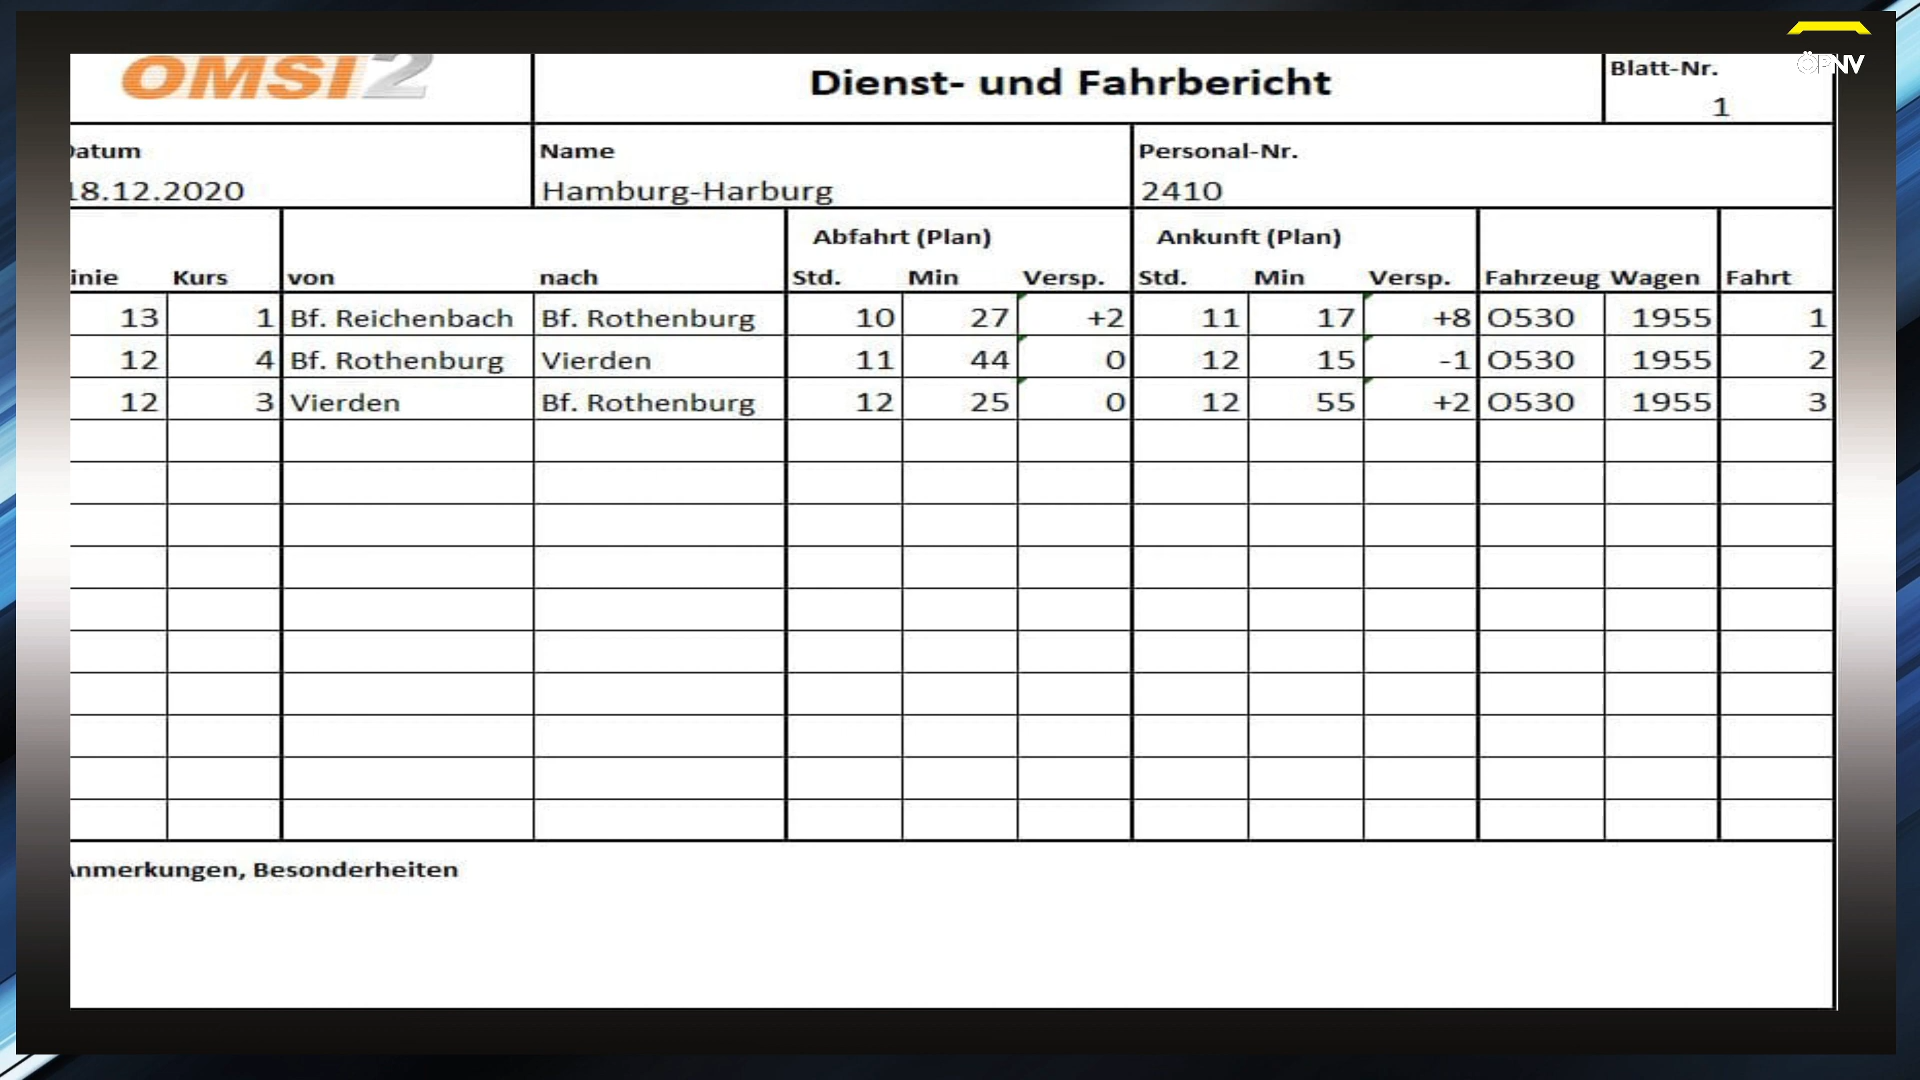 OMSI 2
Dienst- und Fahrbericht
Blatt-Nr.
1
ÖPNV
Datum
Name
Personal-Nr.
18.12.2020
Hamburg-Harburg
2410
Abfahrt (Plan) Ankunft (Plan)
inie Kurs von nach Std. Min Versp. Std. Min Versp. Fahrzeug Wagen Fahrt
13 1 Bf. Reichenbach Bf. Rothenburg 10 27 +2 11 17 +8 O530 1955 1
12 4 Bf. Rothenburg Vierden 11 44 0 12 15 -1 O530 1955 2
12 3 Vierden Bf. Rothenburg 12 25 0 12 55 +2 O530 1955 3
Anmerkungen, Besonderheiten